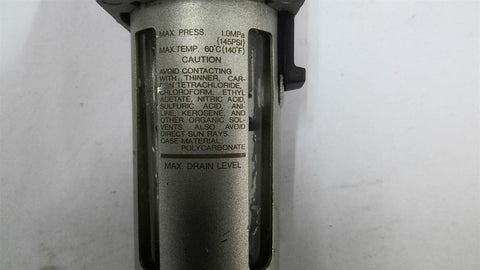 MAX. PRESS. 1.0MPa
(145PSI)
MAX. TEMP. 60°C (140°F)
CAUTION
AVOID CONTACTING
WITH THINNER, CAR-
BON TETRACHLORIDE,
CHLOROFORM, ETHYL
ACETATE, NITRIC ACID,
SULFURIC ACID, ANI-
LINE, KEROSENE, AND
OTHER ORGANIC SOL-
VENTS. ALSO AVOID
DIRECT SUN RAYS.
CASE MATERIAL:
POLYCARBONATE
MAX. DRAIN LEVEL